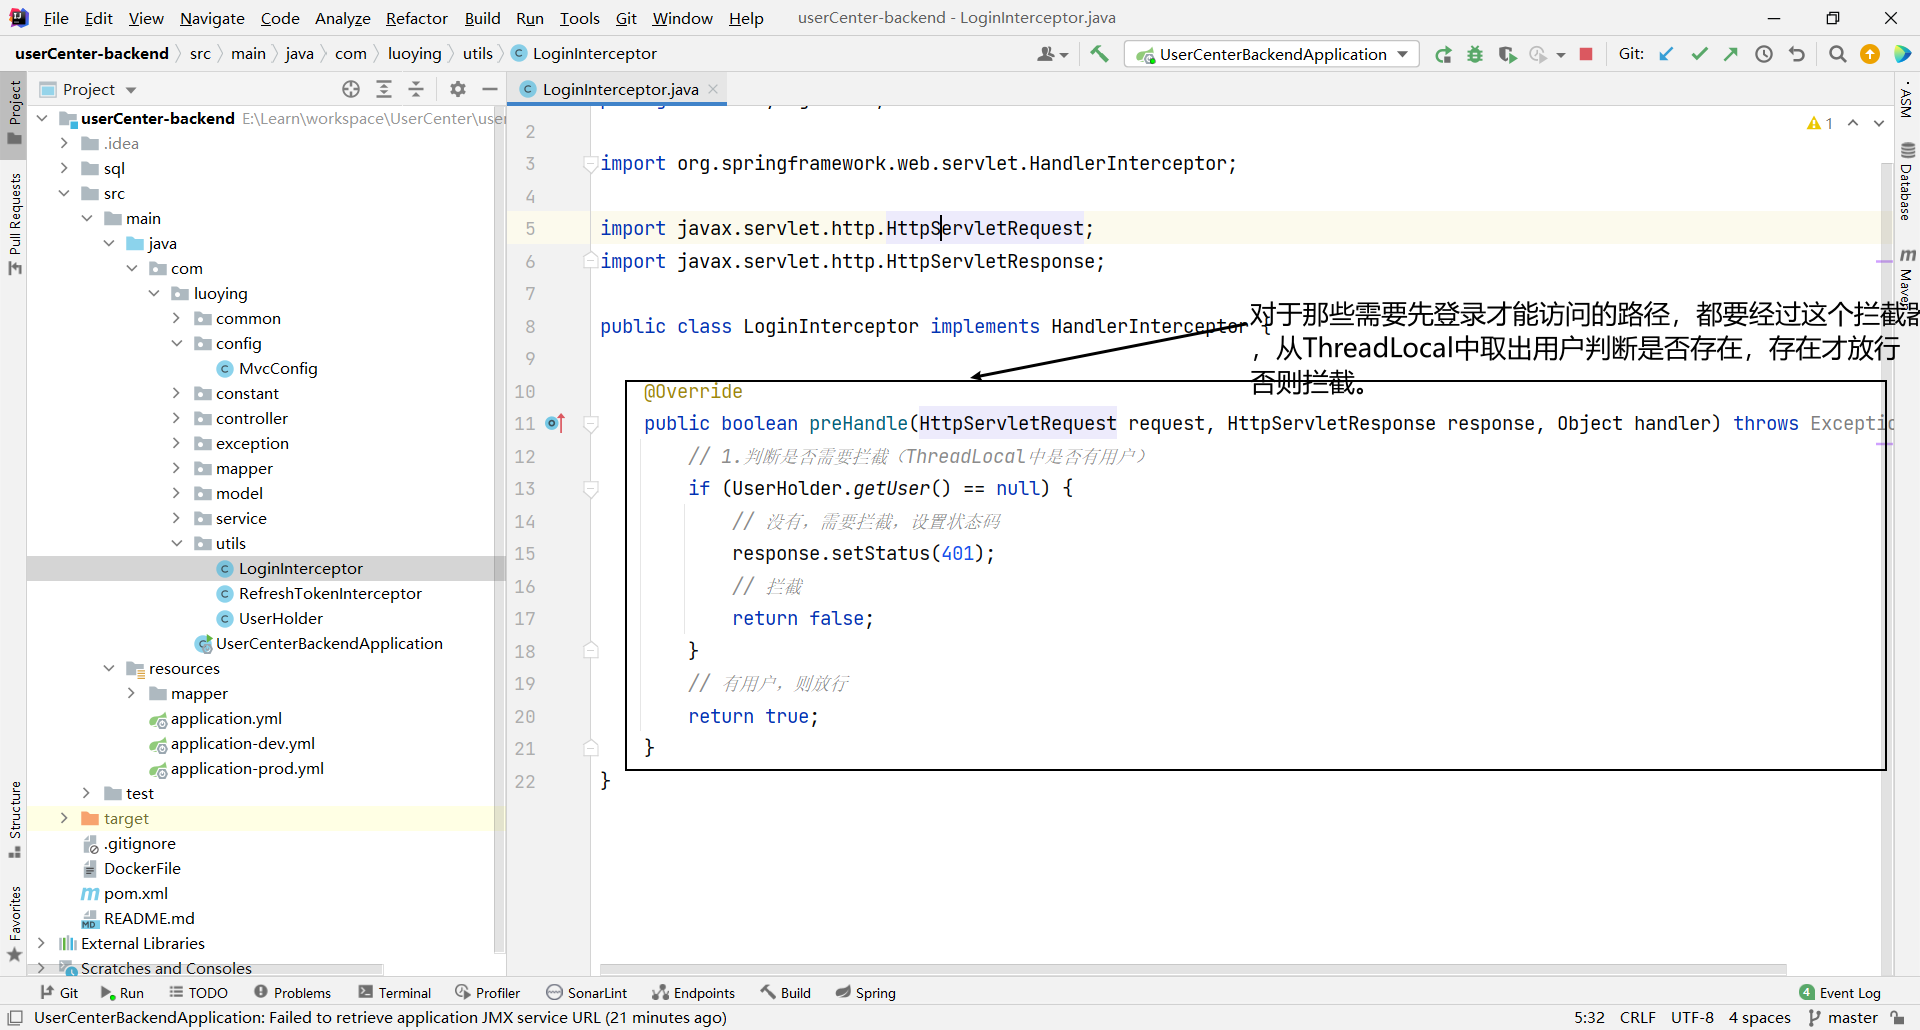 File Edit View Navigate Code Analyze Refactor Build Run Tools Git Window Help userCenter-backend - LoginInterceptor.java
userCenter-backend src main java com luoying utils LoginInterceptor UserCenterBackendApplication Git:
Project LoginInterceptor.java
Project
Pull Requests
Structure
Favorites
userCenter-backend E:\Learn\workspace\UserCenter\user
.idea
sql
src
main
java
com
luoying
common
config
MvcConfig
constant
controller
exception
mapper
model
service
utils
LoginInterceptor
RefreshTokenInterceptor
UserHolder
UserCenterBackendApplication
resources
mapper
application.yml
application-dev.yml
application-prod.yml
test
target
.gitignore
DockerFile
pom.xml
README.md
External Libraries
Scratches and Consoles
1
2
3 import org.springframework.web.servlet.HandlerInterceptor;
4
5 import javax.servlet.http.HttpServletRequest;
6 import javax.servlet.http.HttpServletResponse;
7
8 public class LoginInterceptor implements HandlerInterceptor {
9
10 @Override
11 public boolean preHandle(HttpServletRequest request, HttpServletResponse response, Object handler) throws Exceptio
12 // 1.判断是否需要拦截（ThreadLocal中是否有用户）
13 if (UserHolder.getUser() == null) {
14 // 没有，需要拦截，设置状态码
15 response.setStatus(401);
16 // 拦截
17 return false;
18 }
19 // 有用户，则放行
20 return true;
21 }
22 }
对于那些需要先登录才能访问的路径，都要经过这个拦截器
，从ThreadLocal中取出用户判断是否存在，存在才放行
否则拦截。
ASM
Database
Maven
Git Run TODO Problems Terminal Profiler SonarLint Endpoints Build Spring 4 Event Log
UserCenterBackendApplication: Failed to retrieve application JMX service URL (21 minutes ago) 5:32 CRLF UTF-8 4 spaces master